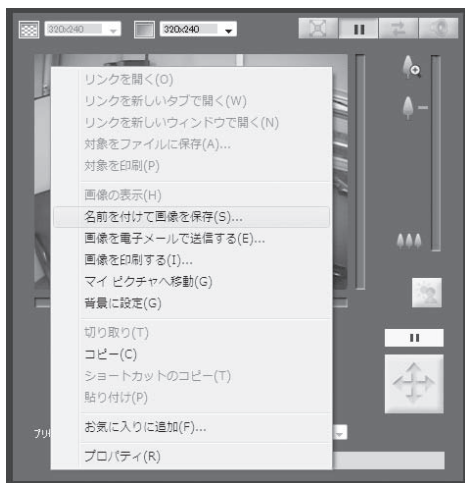 320x240
320x240
リンクを開く(O)
リンクを新しいタブで開く(W)
リンクを新しいウィンドウで開く(N)
対象をファイルに保存(A)...
対象を印刷(P)
画像の表示(H)
名前を付けて画像を保存(S)...
画像を電子メールで送信する(E)...
画像を印刷する(I)...
マイ ピクチャへ移動(G)
背景に設定(G)
切り取り(T)
コピー(C)
ショートカットのコピー(T)
貼り付け(P)
お気に入りに追加(F)...
プロパティ(R)